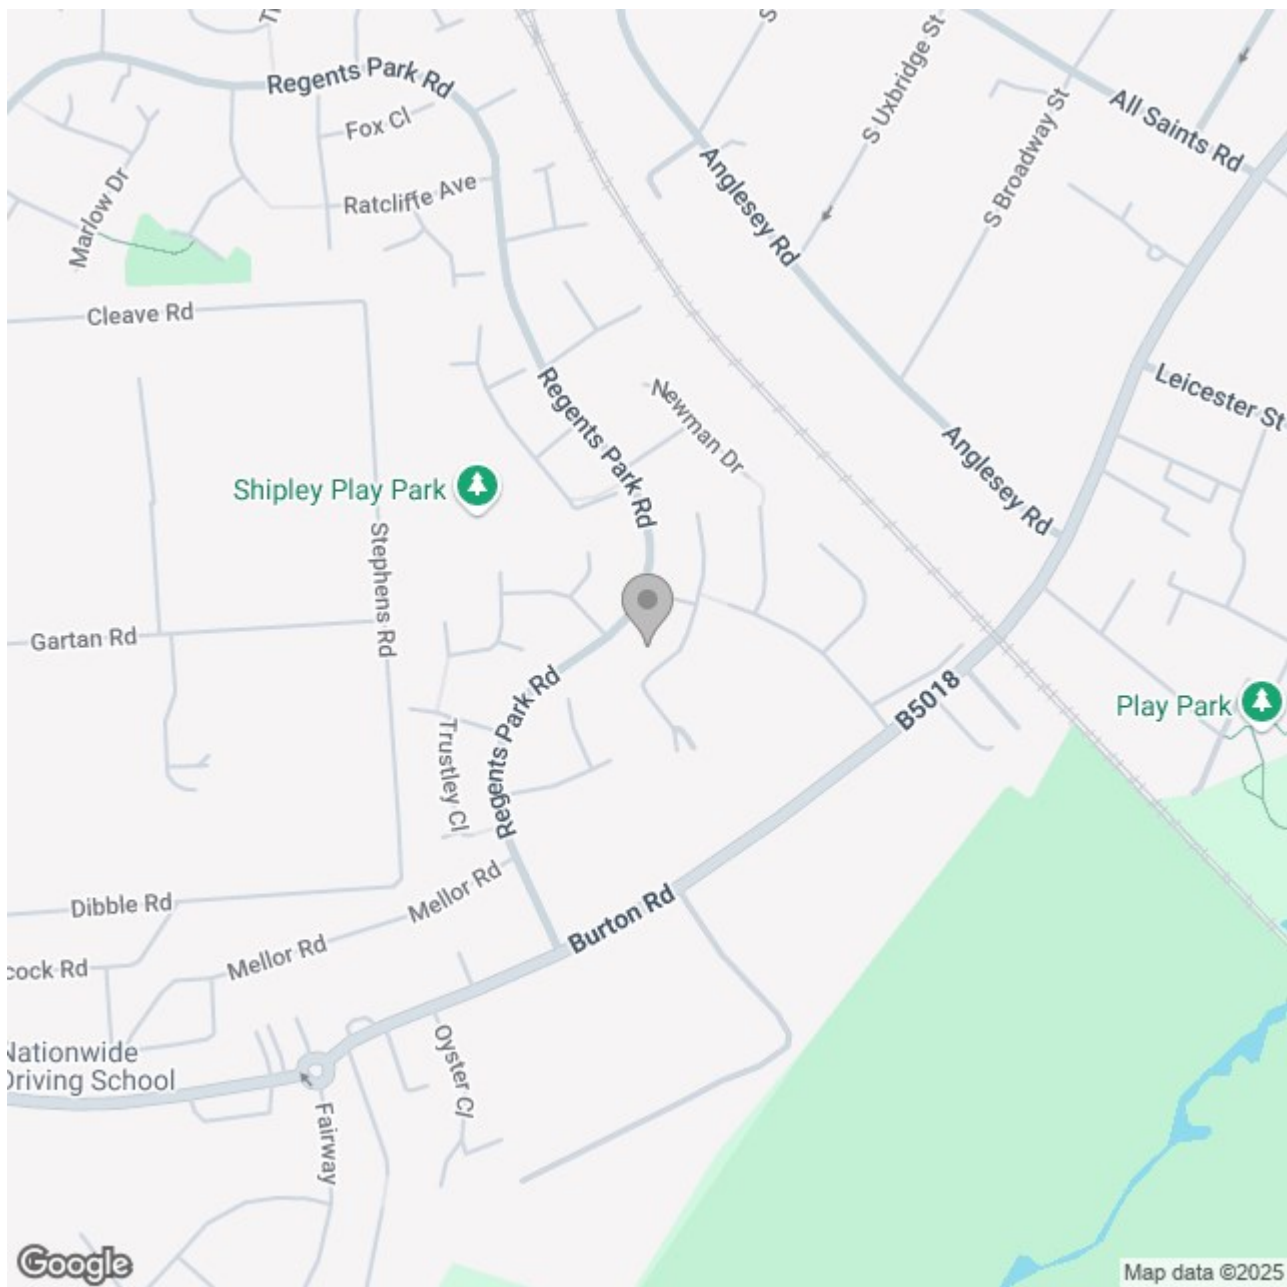 Regents Park Rd
Fox Cl
S Uxbridge St
All Saints Rd
S Broadway St
Marlow Dr
Ratcliffe Ave
Anglesey Rd
Cleave Rd
Leicester St
Newman Dr
Regents Park Rd
Anglesey Rd
Shipley Play Park
Stephens Rd
Gartan Rd
Regents Park Rd
B5018
Play Park
Trustley Cl
Mellor Rd
Dibble Rd
Burton Rd
Mellor Rd
cock Rd
Nationwide
Driving School
Oyster Cl
Fairway
Google
Map data ©2025